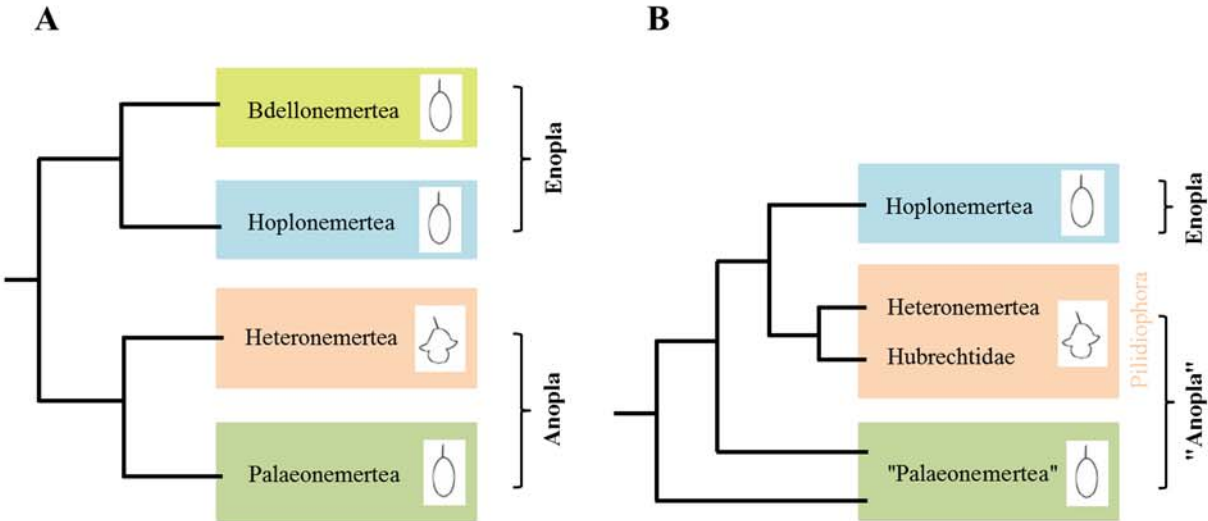 A
Bdellonemertea
Hoplonemertea
Enopla
Heteronemertea
Palaeonemertea
Anopla
B
Hoplonemertea
Enopla
Heteronemertea
Hubrechtidae
Pilidiophora
"Palaeonemertea"
"Anopla"